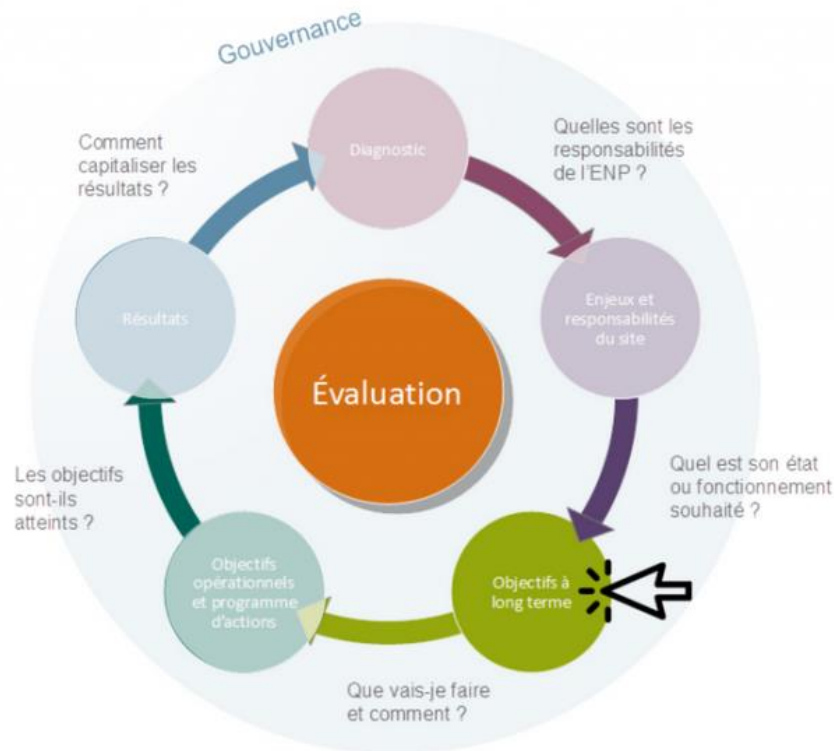 Gouvernance
Diagnostic
Quelles sont les
responsabilités
de l'ENP ?
Enjeux et
responsabilités
du site
Quel est son état
ou fonctionnement
souhaité ?
Objectifs à
long terme
Que vais-je faire
et comment ?
Objectifs
opérationnels
et programme
d'actions
Les objectifs
sont-ils
atteints ?
Résultats
Comment
capitaliser les
résultats ?
Évaluation